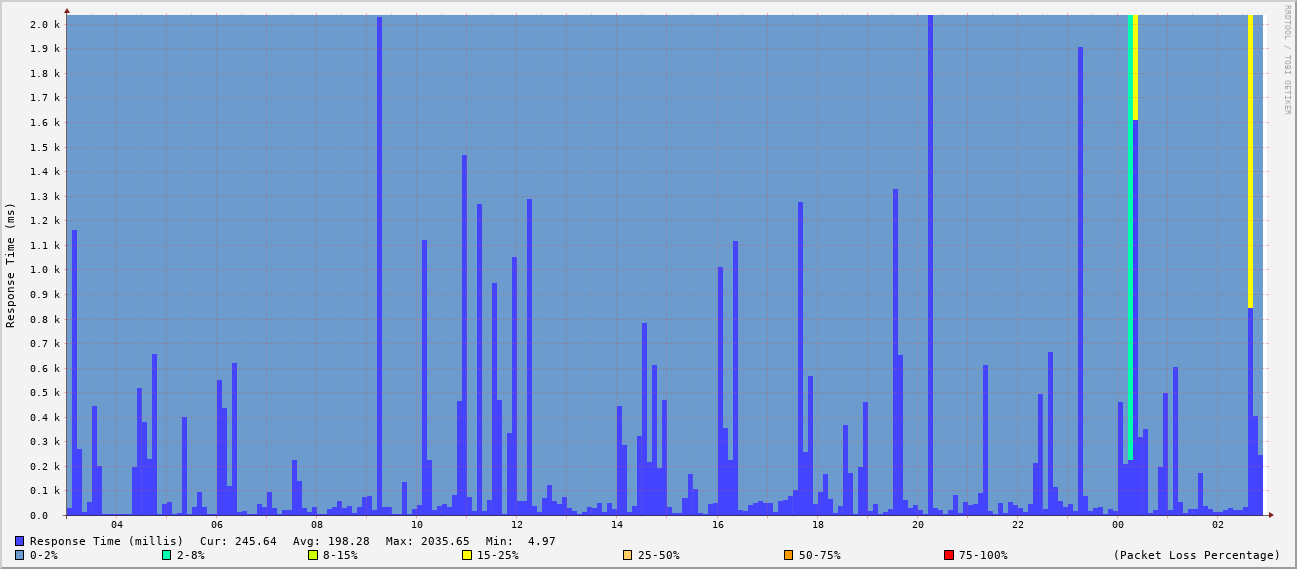 RRDTOOL / TOBI OETIKER
Response Time (ms)
2.0 k
1.9 k
1.8 k
1.7 k
1.6 k
1.5 k
1.4 k
1.3 k
1.2 k
1.1 k
1.0 k
0.9 k
0.8 k
0.7 k
0.6 k
0.5 k
0.4 k
0.3 k
0.2 k
0.1 k
0.0
04 06 08 10 12 14 16 18 20 22 00 02
Response Time (millis) Cur: 245.64 Avg: 198.28 Max: 2035.65 Min: 4.97
0-2% 2-8% 8-15% 15-25% 25-50% 50-75% 75-100% (Packet Loss Percentage)